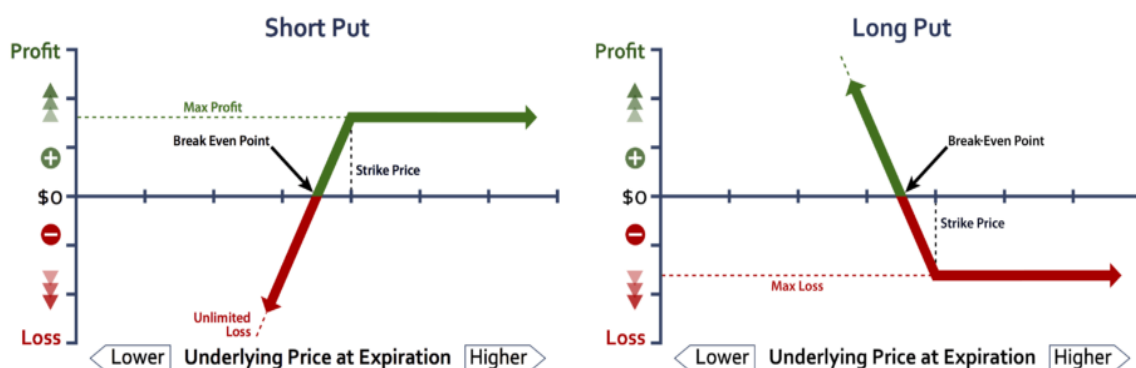 Short Put
Profit
Max Profit
Break Even Point
Strike Price
$0
Unlimited
Loss
Loss
Lower
Underlying Price at Expiration
Higher
Long Put
Profit
Break-Even Point
$0
Strike Price
Max Loss
Loss
Lower
Underlying Price at Expiration
Higher